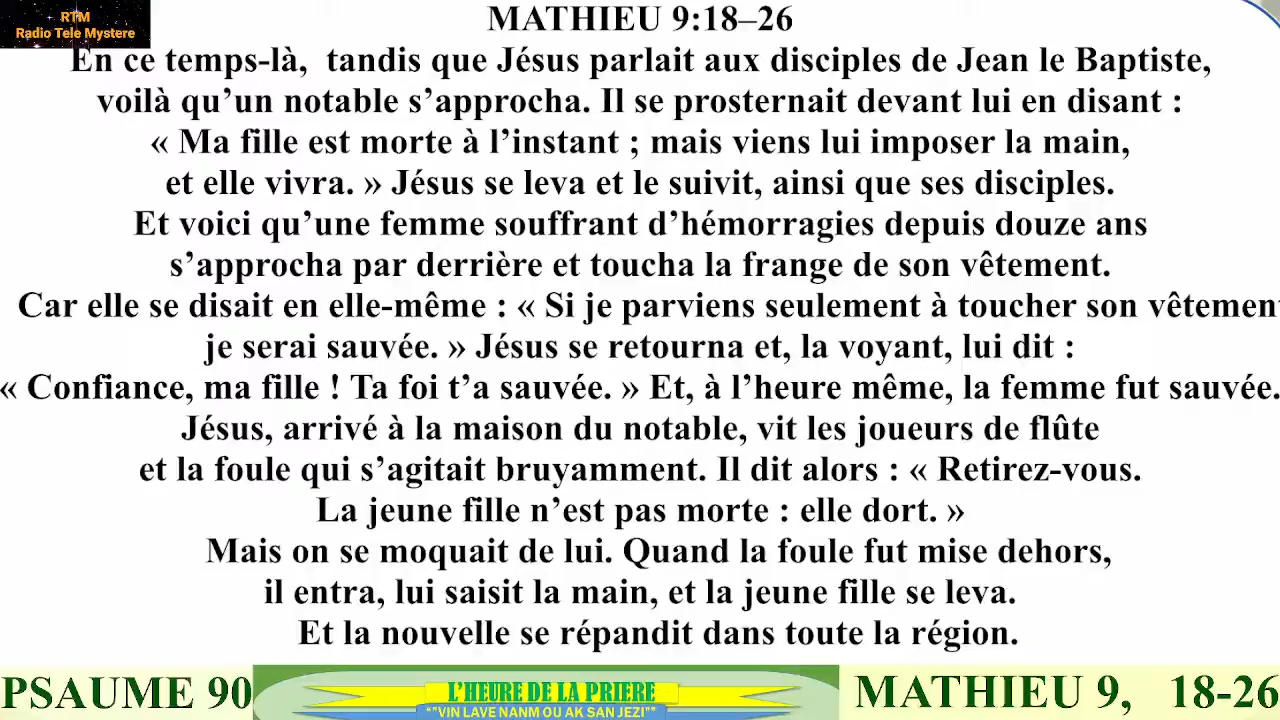 RTM
Radio Tele Mystere
MATHIEU 9:18–26
En ce temps-là, tandis que Jésus parlait aux disciples de Jean le Baptiste,
voilà qu’un notable s’approcha. Il se prosternait devant lui en disant :
« Ma fille est morte à l’instant ; mais viens lui imposer la main,
et elle vivra. » Jésus se leva et le suivit, ainsi que ses disciples.
Et voici qu’une femme souffrant d’hémorragies depuis douze ans
s’approcha par derrière et toucha la frange de son vêtement.
Car elle se disait en elle-même : « Si je parviens seulement à toucher son vêtemen
je serai sauvée. » Jésus se retourna et, la voyant, lui dit :
« Confiance, ma fille ! Ta foi t’a sauvée. » Et, à l’heure même, la femme fut sauvée.
Jésus, arrivé à la maison du notable, vit les joueurs de flûte
et la foule qui s’agitait bruyamment. Il dit alors : « Retirez-vous.
La jeune fille n’est pas morte : elle dort. »
Mais on se moquait de lui. Quand la foule fut mise dehors,
il entra, lui saisit la main, et la jeune fille se leva.
Et la nouvelle se répandit dans toute la région.
PSAUME 90
L’HEURE DE LA PRIERE
“”VIN LAVE NANM OU AK SAN JEZI””
MATHIEU 9, 18-26